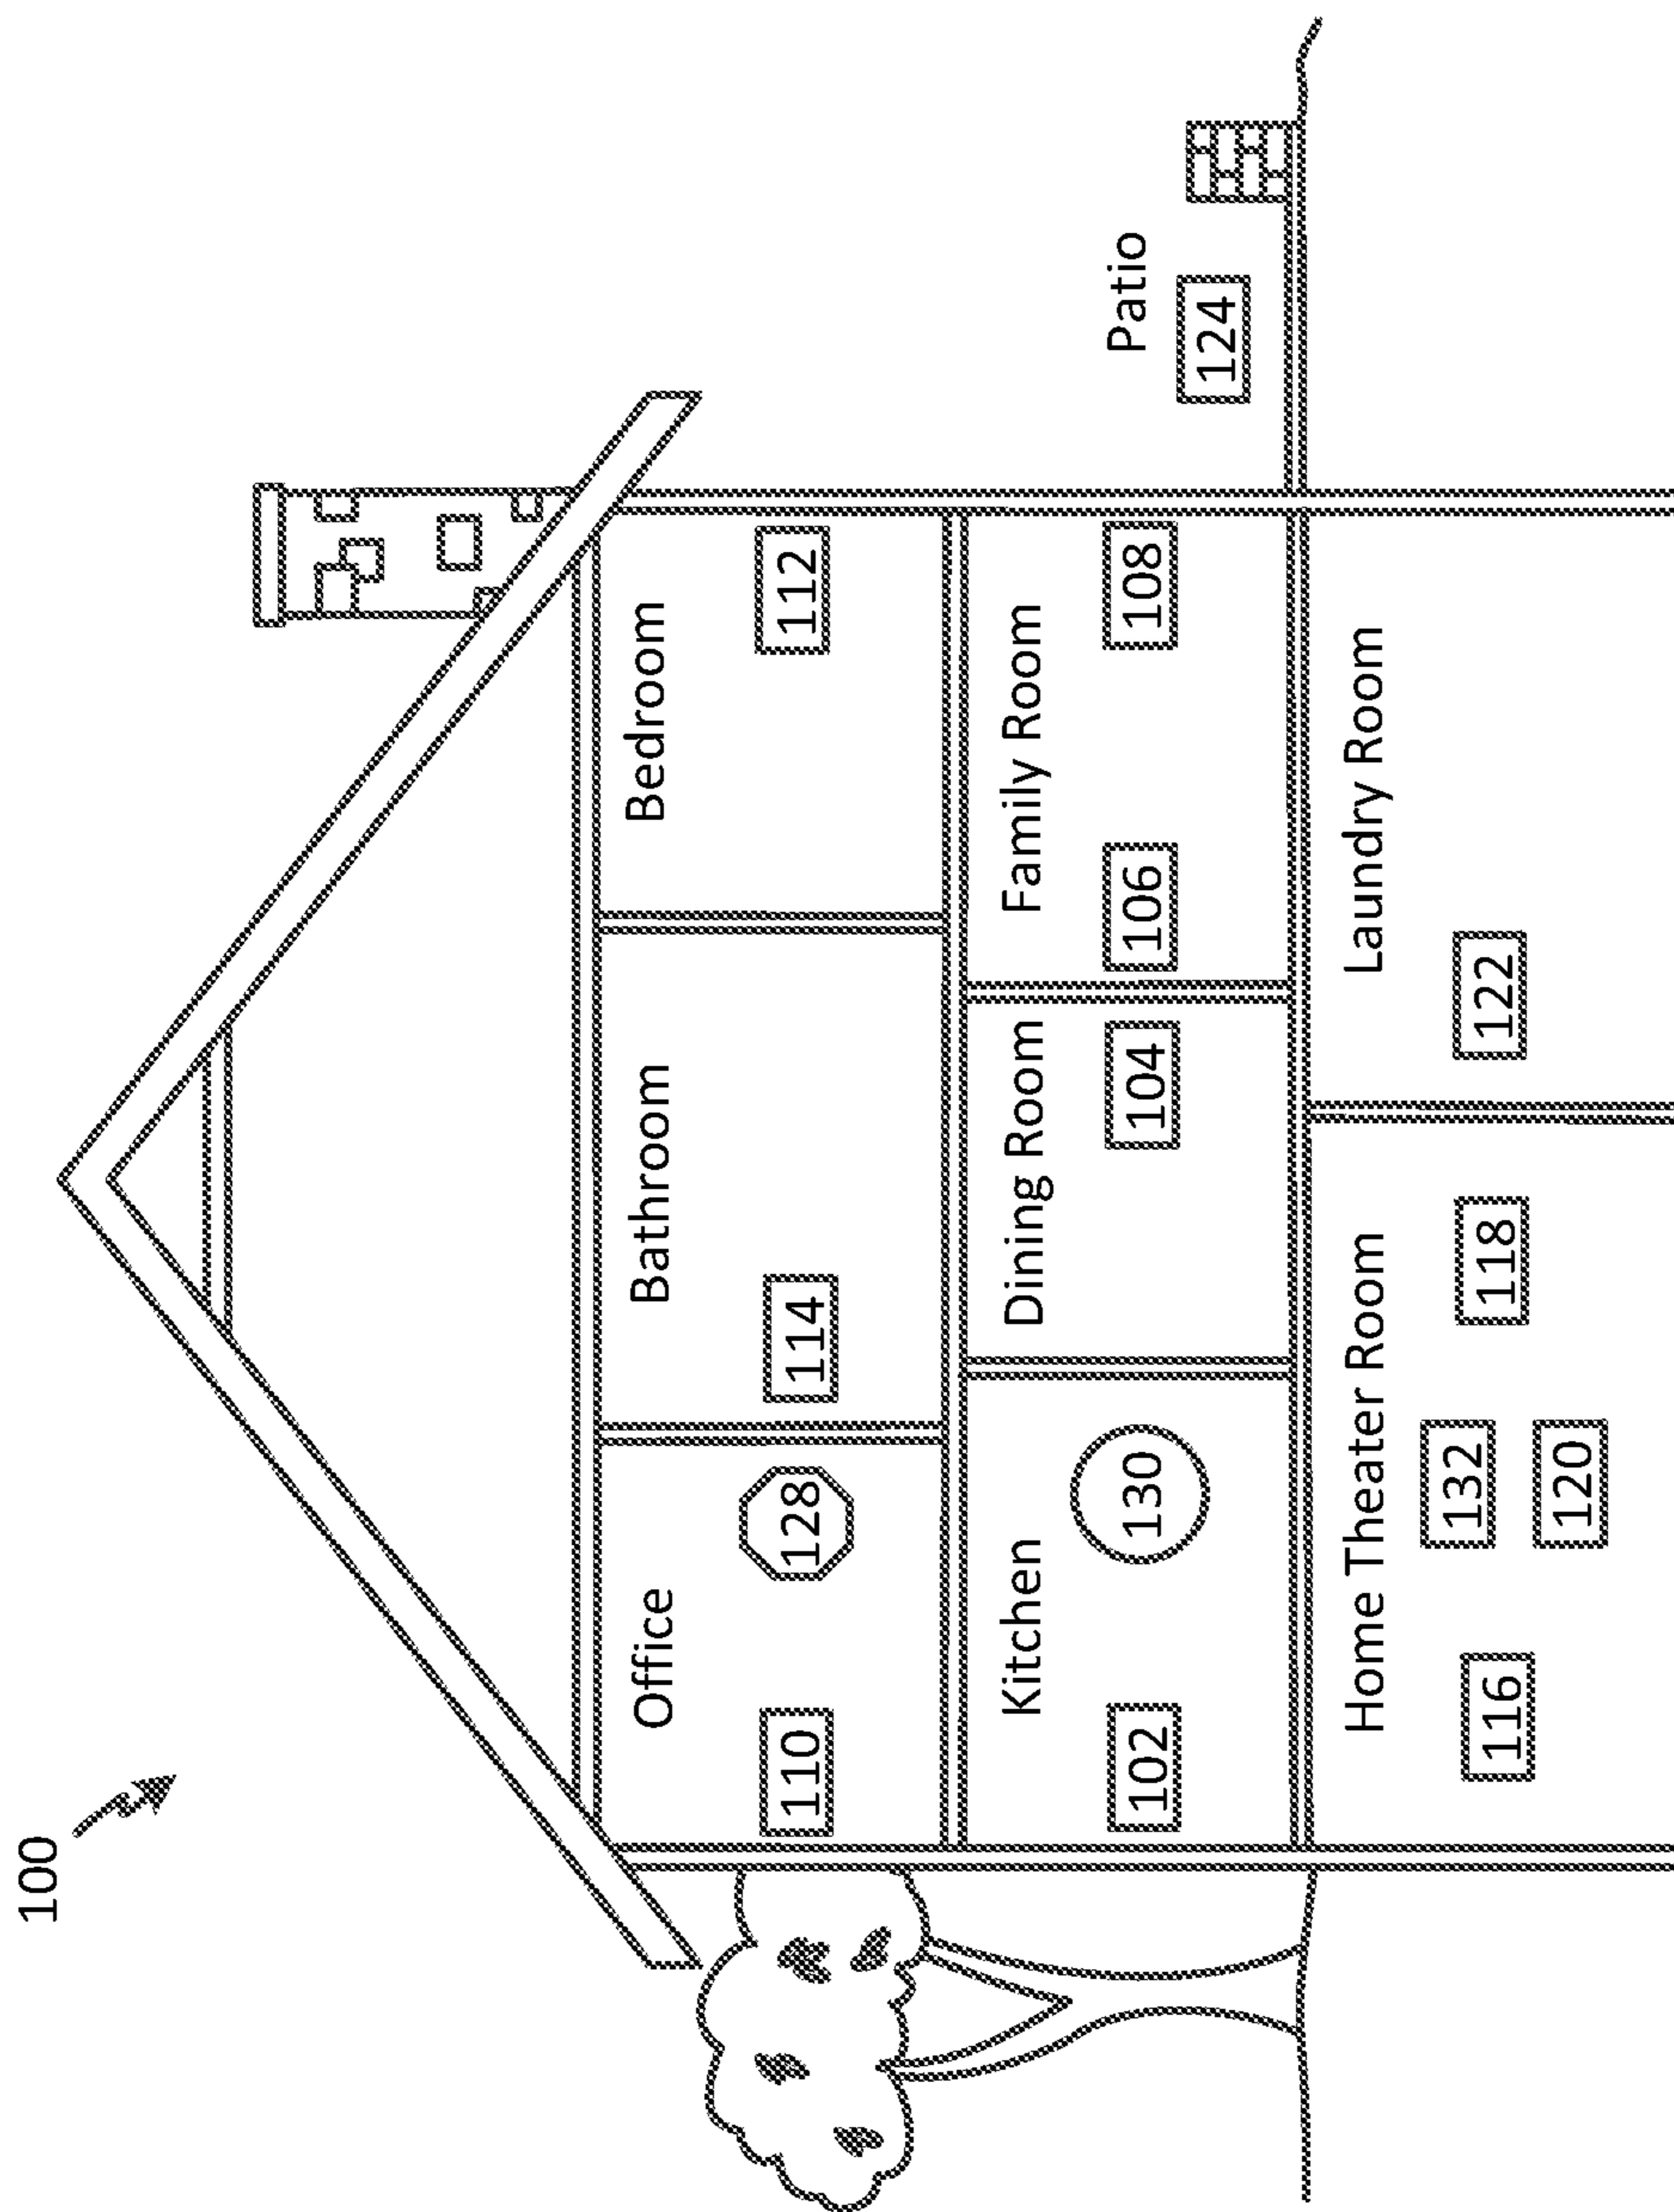 100
Office
Bathroom
Bedroom
110
128
114
112
Kitchen
Dining Room
Family Room
102
130
104
106
108
Patio
124
Home Theater Room
Laundry Room
116
132
118
122
120